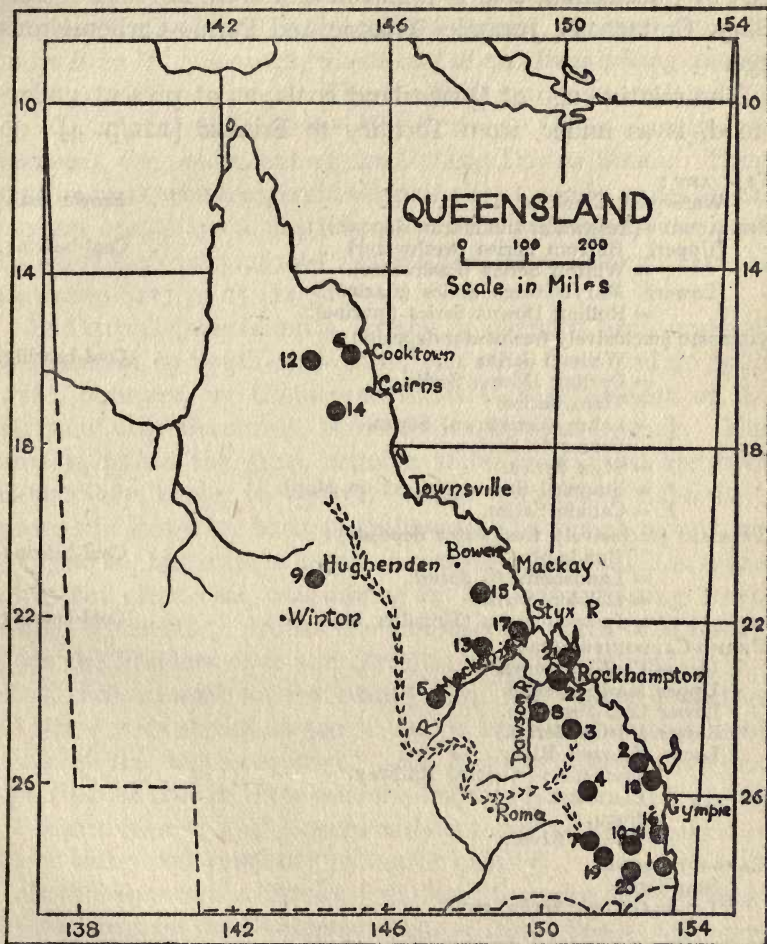 142 146 150 154
10 10
QUEENSLAND
0 100 200
Scale in Miles
14 14
6 Cooktown
12
Cairns
14
18 18
Townsville
Bowen
Hughenden Mackay
9
15
Winton
Styx R
22 17 22
13
Mackenzie R
21
Rockhampton
5 22
Dawson R
8
3
2
4 18
26 26
Roma Gympie
16
7 10 11
19 1
20
138 142 146 150 154